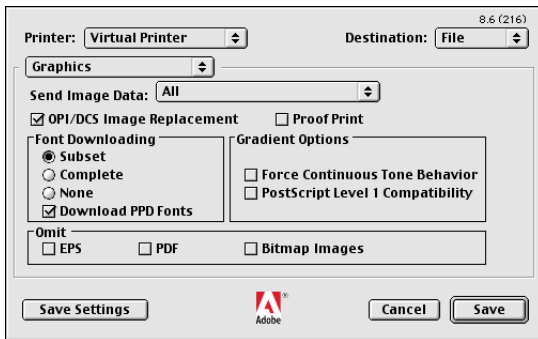 8.6 (216)
Printer: Virtual Printer Destination: File
Graphics
Send Image Data: All
OPI/DCS Image Replacement Proof Print
Font Downloading Gradient Options
Subset
Complete Force Continuous Tone Behavior
None PostScript Level 1 Compatibility
Download PPD Fonts
Omit
EPS PDF Bitmap Images
Save Settings Adobe Cancel Save